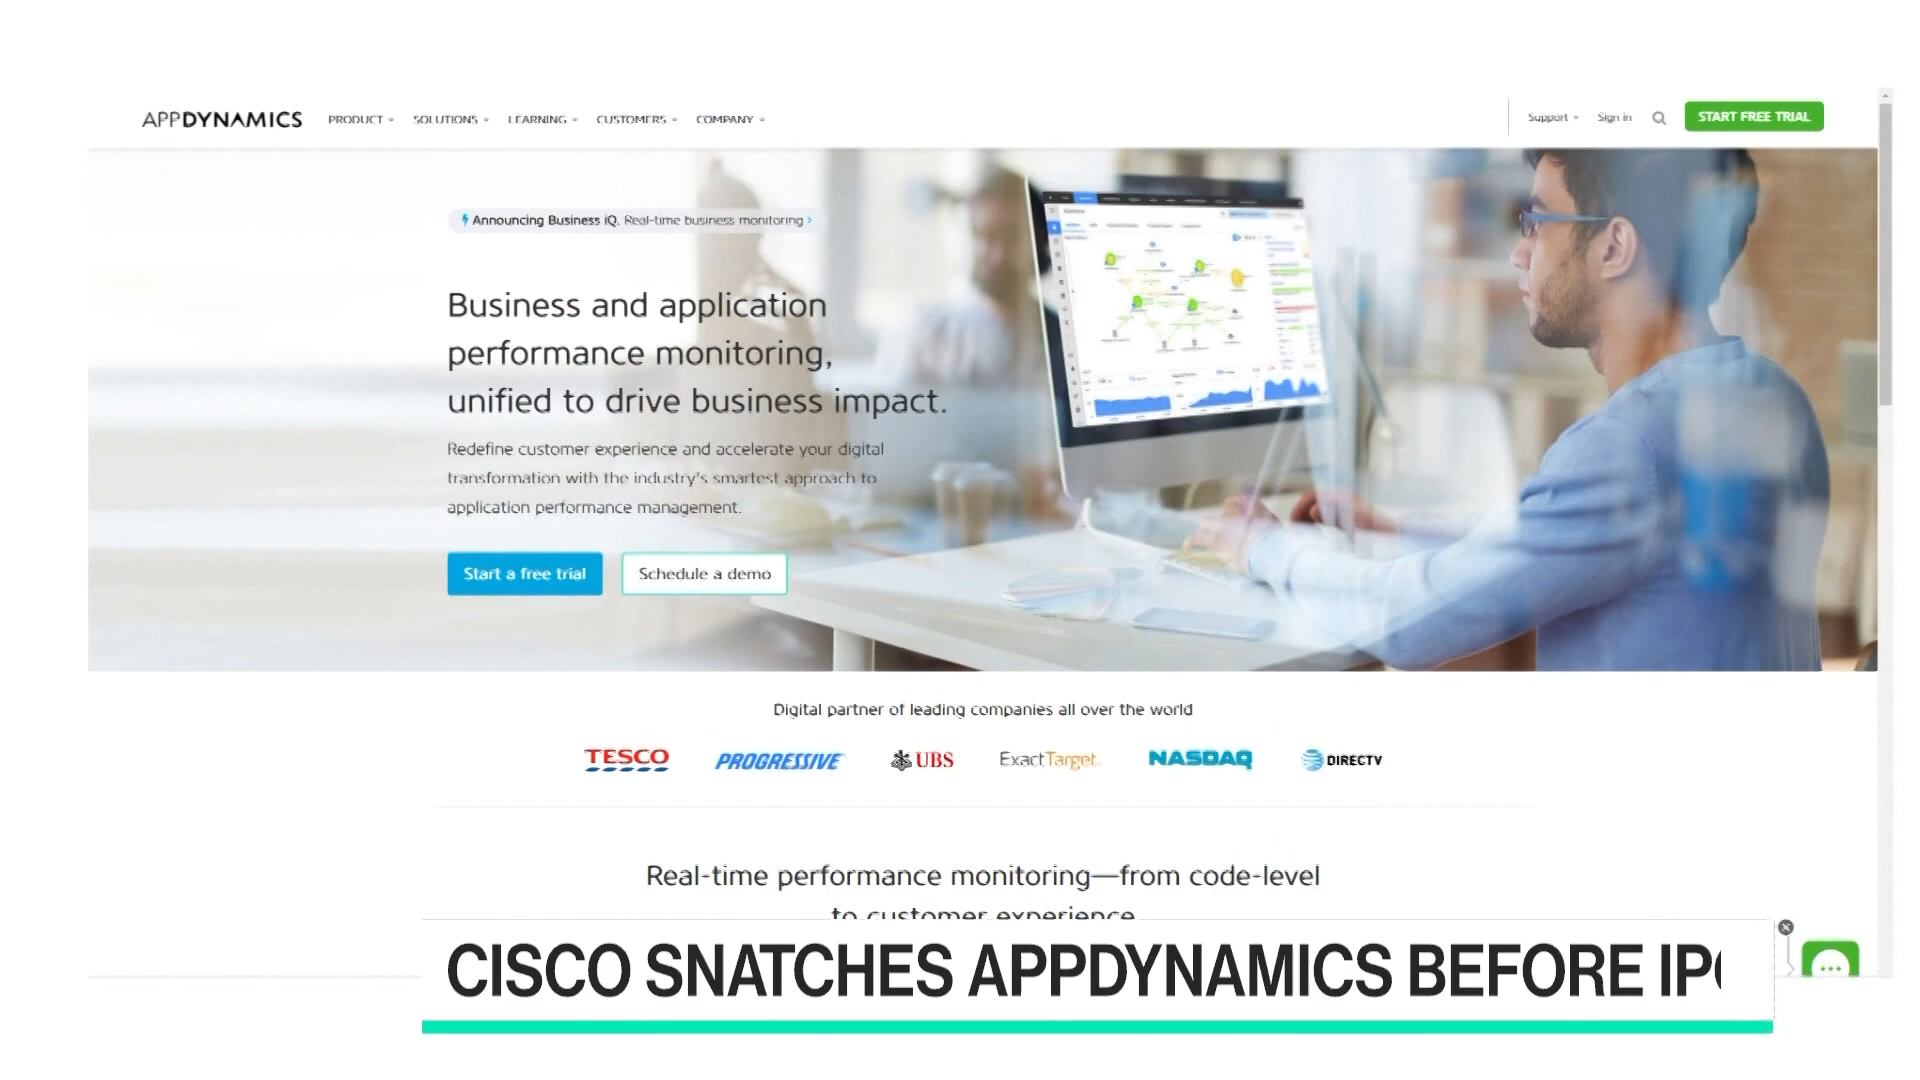 APPDYNAMICS PRODUCT SOLUTIONS LEARNING CUSTOMERS COMPANY Support Sign in START FREE TRIAL
Announcing Business iQ. Real-time business monitoring >
Business and application
performance monitoring,
unified to drive business impact.
Redefine customer experience and accelerate your digital
transformation with the industry's smartest approach to
application performance management.
Start a free trial Schedule a demo
Digital partner of leading companies all over the world
TESCO PROGRESSIVE UBS ExactTarget. NASDAQ DIRECTV
Real-time performance monitoring—from code-level
to customer experience
CISCO SNATCHES APPDYNAMICS BEFORE